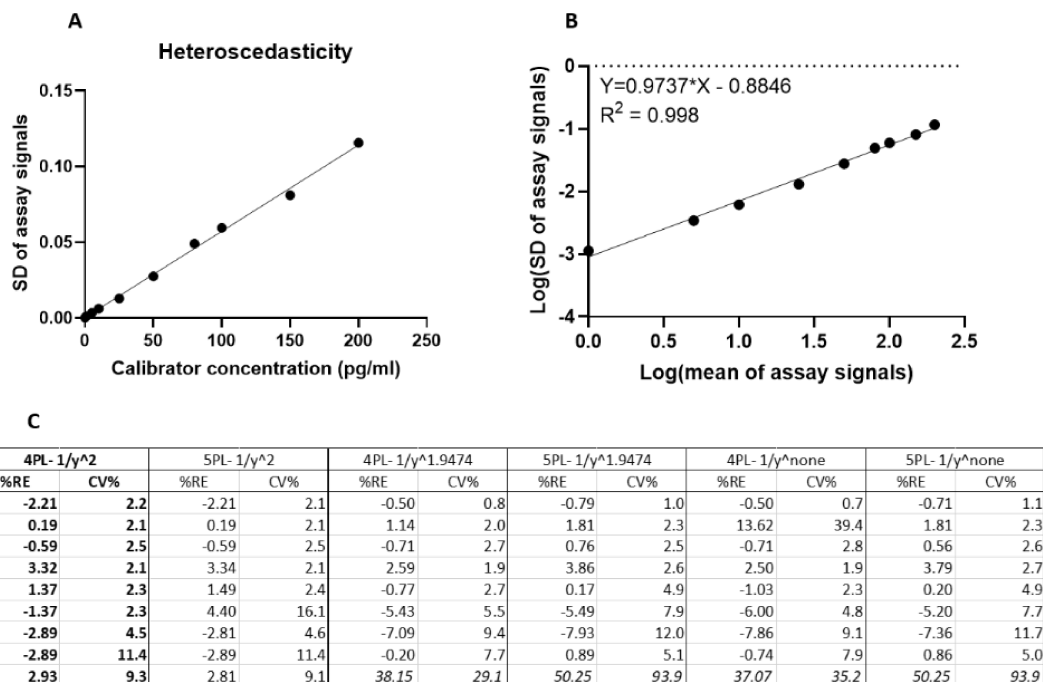 A
Heteroscedasticity
SD of assay signals
0.15
0.10
0.05
0.00
0 50 100 150 200 250
Calibrator concentration (pg/ml)
B
Log(SD of assay signals)
0
-1
-2
-3
-4
Y=0.9737*X - 0.8846
R² = 0.998
0.0 0.5 1.0 1.5 2.0 2.5
Log(mean of assay signals)
C
4PL- 1/y^2 5PL- 1/y^2 4PL- 1/y^1.9474 5PL- 1/y^1.9474 4PL- 1/y^none 5PL- 1/y^none
%RE CV% %RE CV% %RE CV% %RE CV% %RE CV% %RE CV%
-2.21 2.2 -2.21 2.1 -0.50 0.8 -0.79 1.0 -0.50 0.7 -0.71 1.1
0.19 2.1 0.19 2.1 1.14 2.0 1.81 2.3 13.62 39.4 1.81 2.3
-0.59 2.5 -0.59 2.5 -0.71 2.7 0.76 2.5 -0.71 2.8 0.56 2.6
3.32 2.1 3.34 2.1 2.59 1.9 3.86 2.6 2.50 1.9 3.79 2.7
1.37 2.3 1.49 2.4 -0.77 2.7 0.17 4.9 -1.03 2.3 0.20 4.9
-1.37 2.3 4.40 16.1 -5.43 5.5 -5.49 7.9 -6.00 4.8 -5.20 7.7
-2.89 4.5 -2.81 4.6 -7.09 9.4 -7.93 12.0 -7.86 9.1 -7.36 11.7
-2.89 11.4 -2.89 11.4 -0.20 7.7 0.89 5.1 -0.74 7.9 0.86 5.0
2.93 9.3 2.81 9.1 38.15 29.1 50.25 93.9 37.07 35.2 50.25 93.9